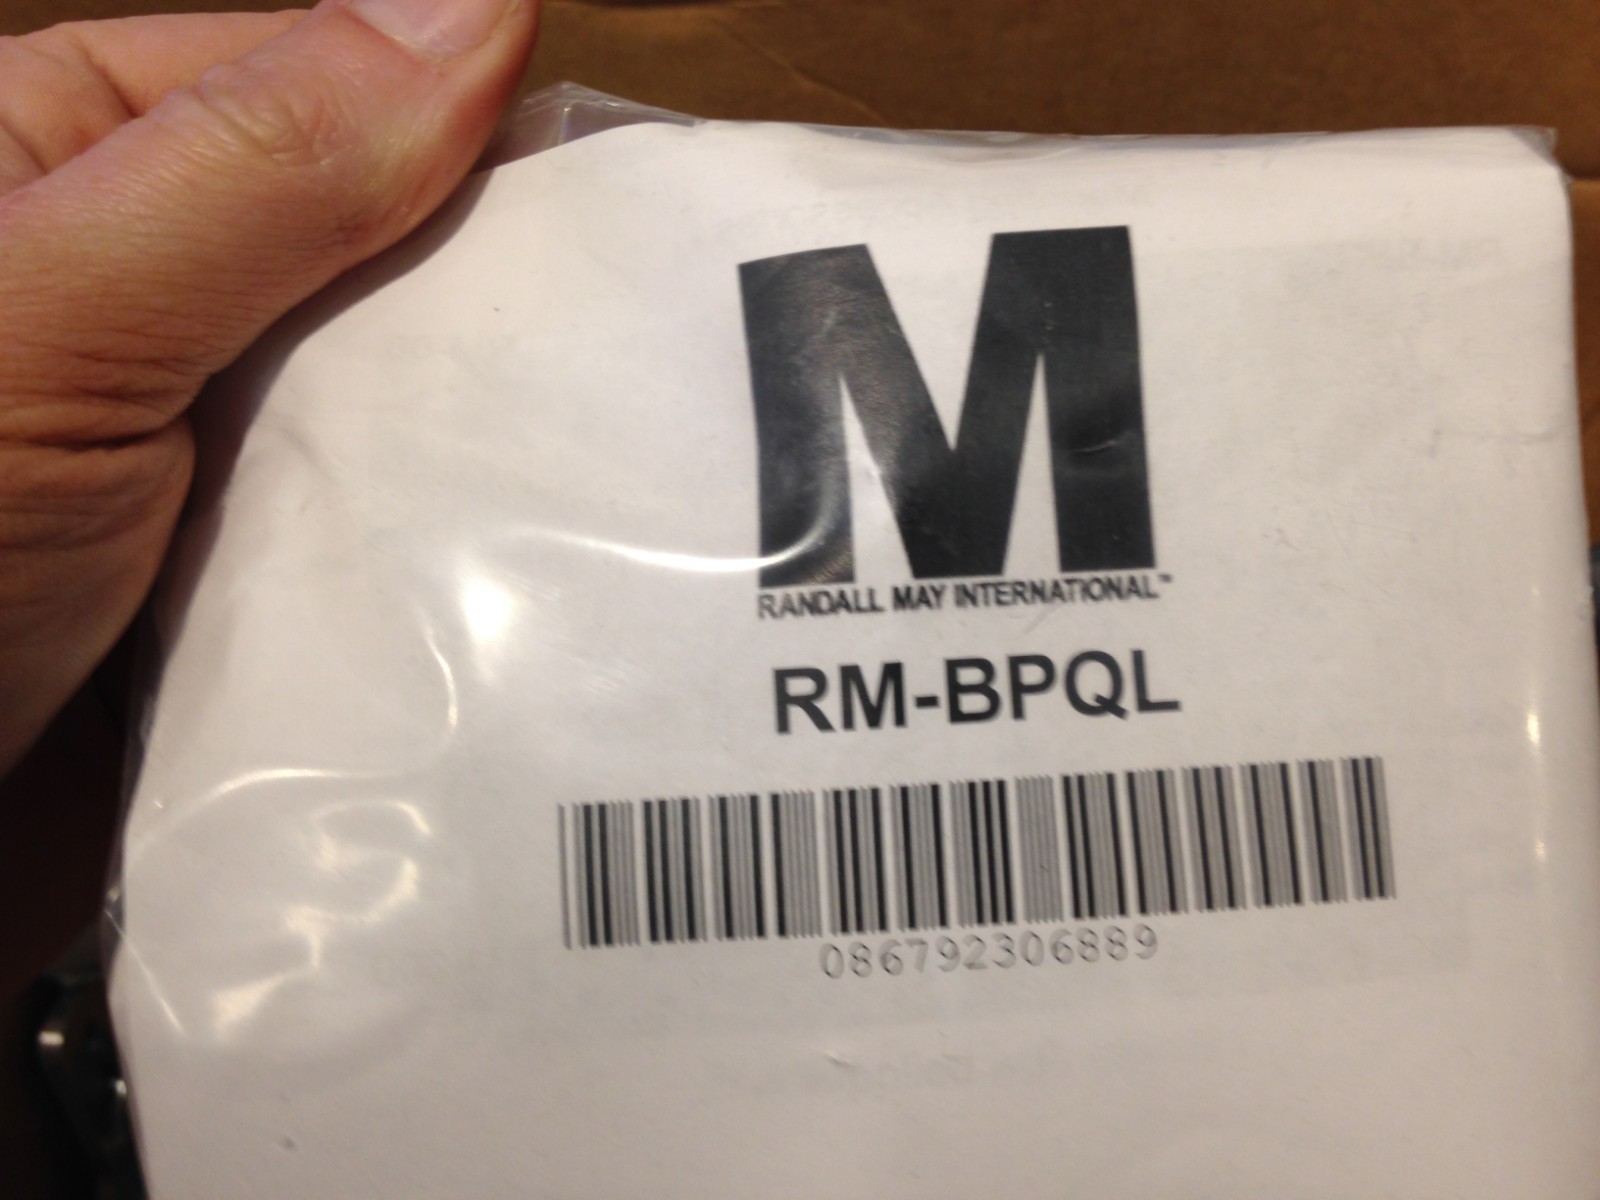 M
RANDALL MAY INTERNATIONAL™
RM-BPQL
086792306889